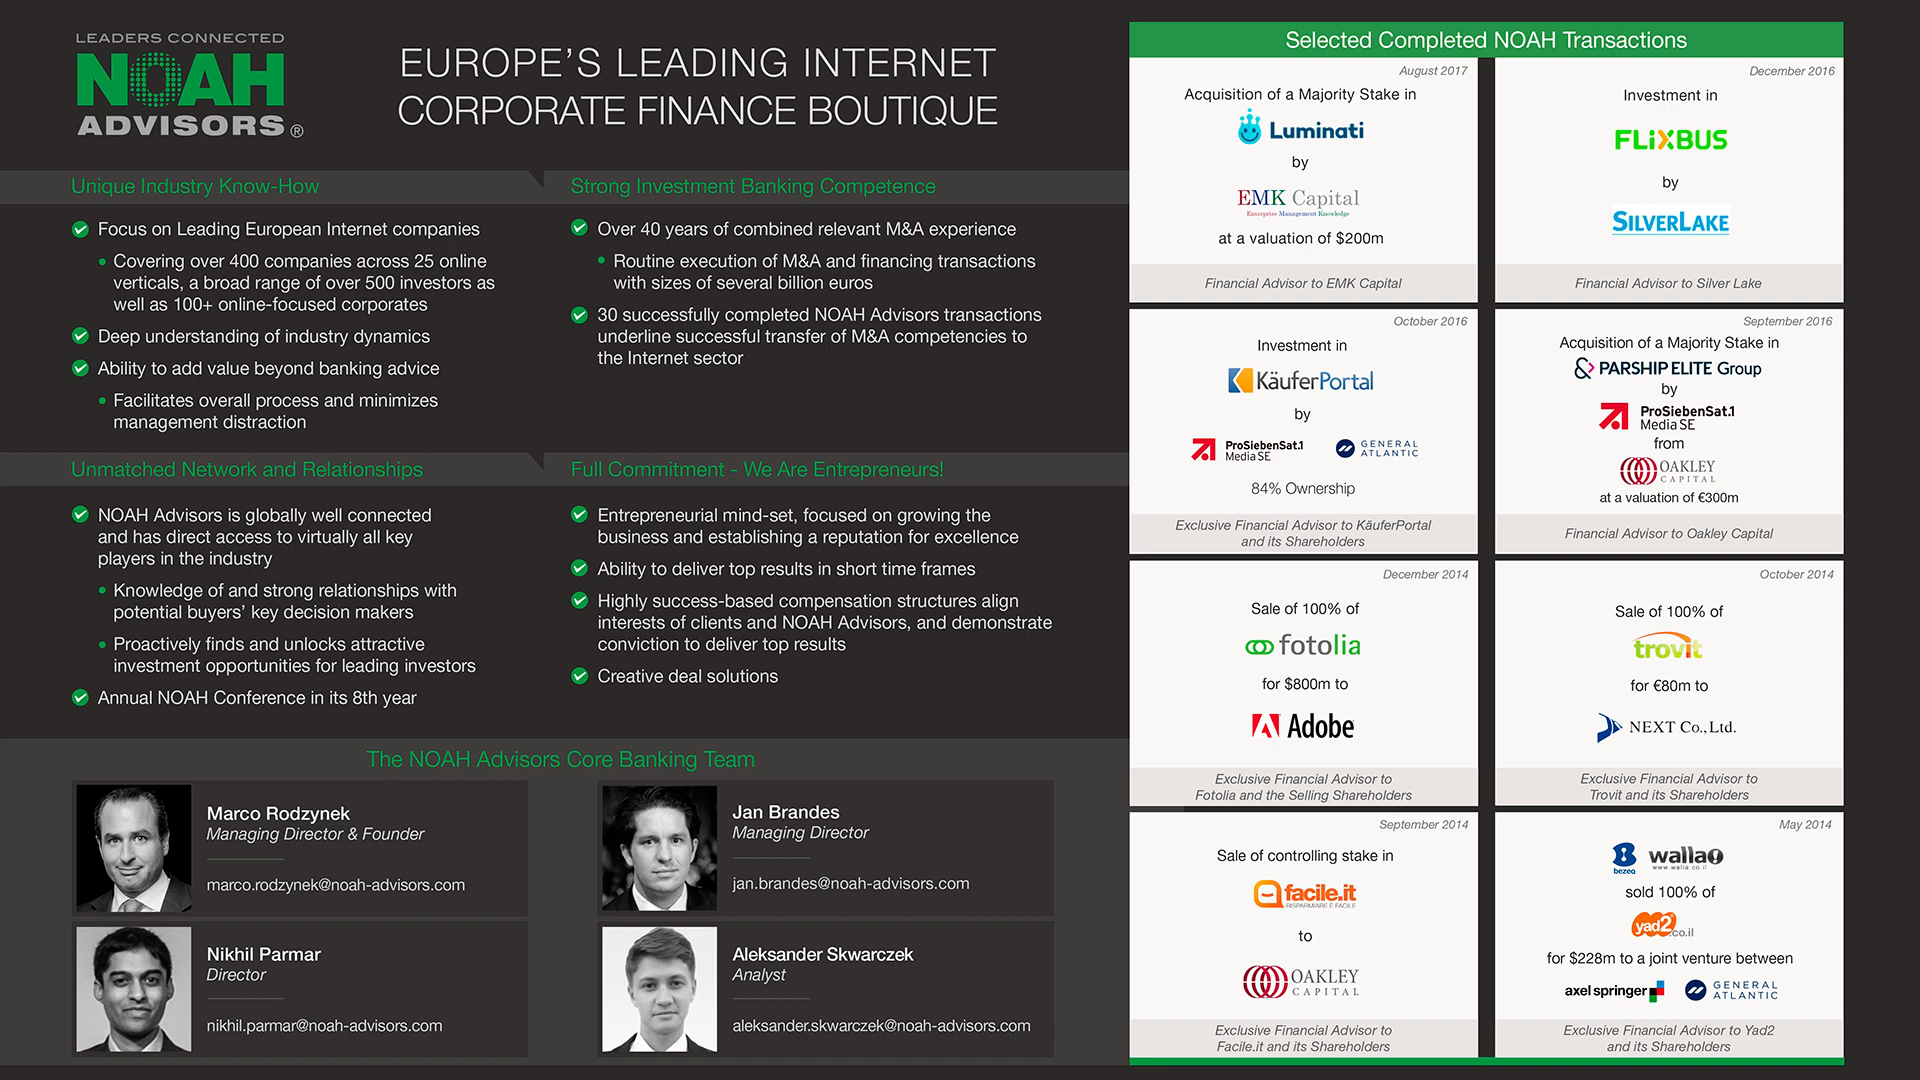 LEADERS CONNECTED
NOAH
ADVISORS ®
EUROPE'S LEADING INTERNET
CORPORATE FINANCE BOUTIQUE
Unique Industry Know-How
Focus on Leading European Internet companies
Covering over 400 companies across 25 online
verticals, a broad range of over 500 investors as
well as 100+ online-focused corporates
Deep understanding of industry dynamics
Ability to add value beyond banking advice
Facilitates overall process and minimizes
management distraction
Strong Investment Banking Competence
Over 40 years of combined relevant M&A experience
Routine execution of M&A and financing transactions
with sizes of several billion euros
30 successfully completed NOAH Advisors transactions
underline successful transfer of M&A competencies to
the Internet sector
Unmatched Network and Relationships
NOAH Advisors is globally well connected
and has direct access to virtually all key
players in the industry
Knowledge of and strong relationships with
potential buyers' key decision makers
Proactively finds and unlocks attractive
investment opportunities for leading investors
Annual NOAH Conference in its 8th year
Full Commitment - We Are Entrepreneurs!
Entrepreneurial mind-set, focused on growing the
business and establishing a reputation for excellence
Ability to deliver top results in short time frames
Highly success-based compensation structures align
interests of clients and NOAH Advisors, and demonstrate
conviction to deliver top results
Creative deal solutions
The NOAH Advisors Core Banking Team
Marco Rodzynek
Managing Director & Founder
marco.rodzynek@noah-advisors.com
Jan Brandes
Managing Director
jan.brandes@noah-advisors.com
Nikhil Parmar
Director
nikhil.parmar@noah-advisors.com
Aleksander Skwarczek
Analyst
aleksander.skwarczek@noah-advisors.com
Selected Completed NOAH Transactions
August 2017
Acquisition of a Majority Stake in
Luminati
by
EMK Capital
Enterprise Management Knowledge
at a valuation of $200m
Financial Advisor to EMK Capital
December 2016
Investment in
FLiXBUS
by
SILVERLAKE
Financial Advisor to Silver Lake
October 2016
Investment in
KäuferPortal
by
ProSiebenSat.1
Media SE
GENERAL
ATLANTIC
84% Ownership
Exclusive Financial Advisor to KäuferPortal
and its Shareholders
September 2016
Acquisition of a Majority Stake in
PARSHIP ELITE Group
by
ProSiebenSat.1
Media SE
from
OAKLEY
CAPITAL
at a valuation of €300m
Financial Advisor to Oakley Capital
December 2014
Sale of 100% of
fotolia
for $800m to
Adobe
Exclusive Financial Advisor to
Fotolia and the Selling Shareholders
October 2014
Sale of 100% of
trovit
for €80m to
NEXT Co., Ltd.
Exclusive Financial Advisor to
Trovit and its Shareholders
September 2014
Sale of controlling stake in
facile.it
RISPARMIARE È FACILE
to
OAKLEY
CAPITAL
Exclusive Financial Advisor to
Facile.it and its Shareholders
May 2014
bezeq
walla!
www.walla.co.il
sold 100% of
yad2.co.il
for $228m to a joint venture between
axel springer
GENERAL
ATLANTIC
Exclusive Financial Advisor to Yad2
and its Shareholders